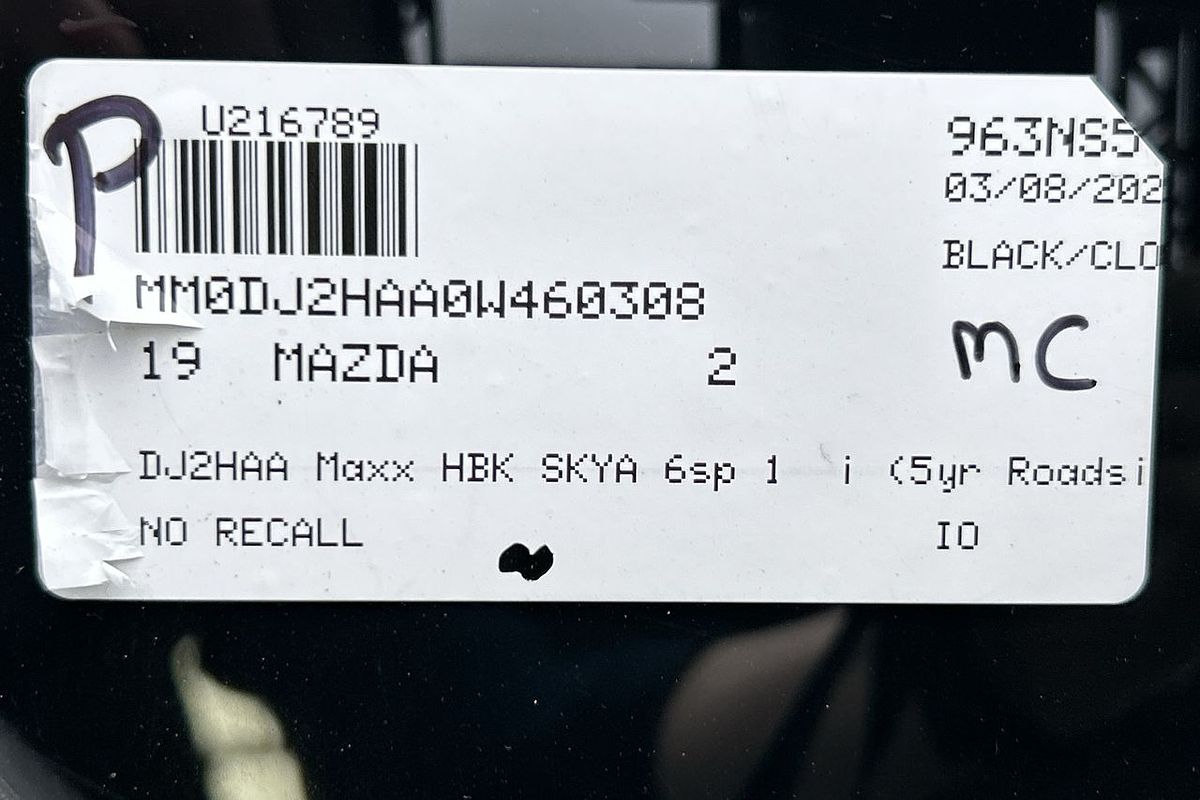 P
U216789
963NS5
03/08/202
BLACK/CLO
MM0DJ2HAA0W460308
19 MAZDA 2
MC
DJ2HAA Maxx HBK SKYA 6sp 1 i (5yr Roadsi
NO RECALL IO